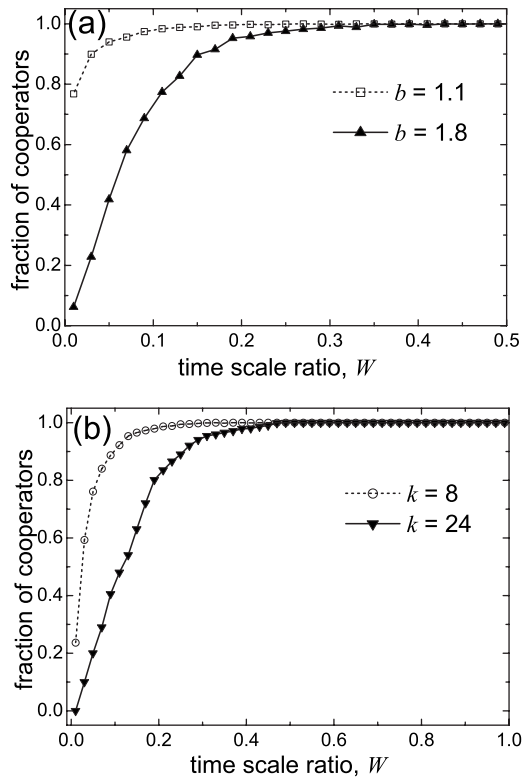 (a)
1.0
0.8
0.6
0.4
0.2
0.0
fraction of cooperators
b = 1.1
b = 1.8
0.0 0.1 0.2 0.3 0.4 0.5
time scale ratio, W
(b)
1.0
0.8
0.6
0.4
0.2
0.0
fraction of cooperators
k = 8
k = 24
0.0 0.2 0.4 0.6 0.8 1.0
time scale ratio, W